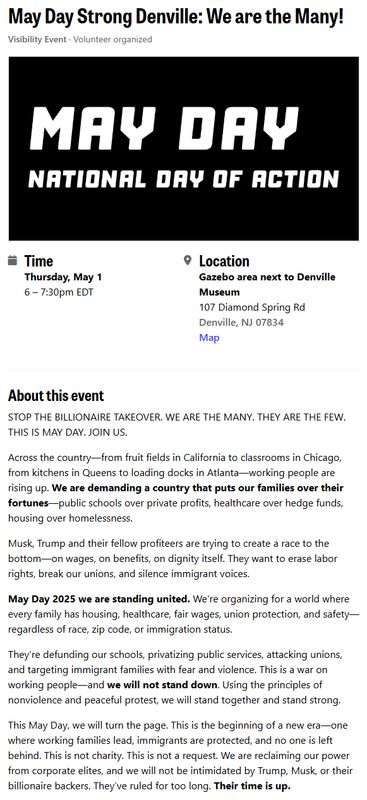 May Day Strong Denville: We are the Many!
Visibility Event · Volunteer organized
MAY DAY
NATIONAL DAY OF ACTION
Time
Thursday, May 1
6 – 7:30pm EDT
Location
Gazebo area next to Denville
Museum
107 Diamond Spring Rd
Denville, NJ 07834
Map
About this event
STOP THE BILLIONAIRE TAKEOVER. WE ARE THE MANY. THEY ARE THE FEW.
THIS IS MAY DAY. JOIN US.
Across the country—from fruit fields in California to classrooms in Chicago,
from kitchens in Queens to loading docks in Atlanta—working people are
rising up. We are demanding a country that puts our families over their
fortunes—public schools over private profits, healthcare over hedge funds,
housing over homelessness.
Musk, Trump and their fellow profiteers are trying to create a race to the
bottom—on wages, on benefits, on dignity itself. They want to erase labor
rights, break our unions, and silence immigrant voices.
May Day 2025 we are standing united. We're organizing for a world where
every family has housing, healthcare, fair wages, union protection, and safety—
regardless of race, zip code, or immigration status.
They're defunding our schools, privatizing public services, attacking unions,
and targeting immigrant families with fear and violence. This is a war on
working people—and we will not stand down. Using the principles of
nonviolence and peaceful protest, we will stand together and stand strong.
This May Day, we will turn the page. This is the beginning of a new era—one
where working families lead, immigrants are protected, and no one is left
behind. This is not charity. This is not a request. We are reclaiming our power
from corporate elites, and we will not be intimidated by Trump, Musk, or their
billionaire backers. They've ruled for too long. Their time is up.